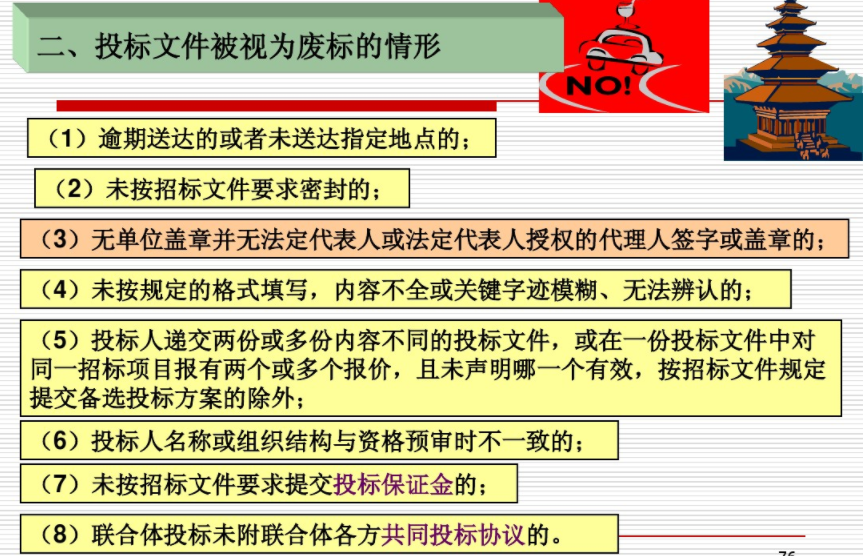 二、投标文件被视为废标的情形
NO!
（1）逾期送达的或者未送达指定地点的；
（2）未按招标文件要求密封的；
（3）无单位盖章并无法定代表人或法定代表人授权的代理人签字或盖章的；
（4）未按规定的格式填写，内容不全或关键字迹模糊、无法辨认的；
（5）投标人递交两份或多份内容不同的投标文件，或在一份投标文件中对
同一招标项目报有两个或多个报价，且未声明哪一个有效，按招标文件规定
提交备选投标方案的除外；
（6）投标人名称或组织结构与资格预审时不一致的；
（7）未按招标文件要求提交投标保证金的；
（8）联合体投标未附联合体各方共同投标协议的。